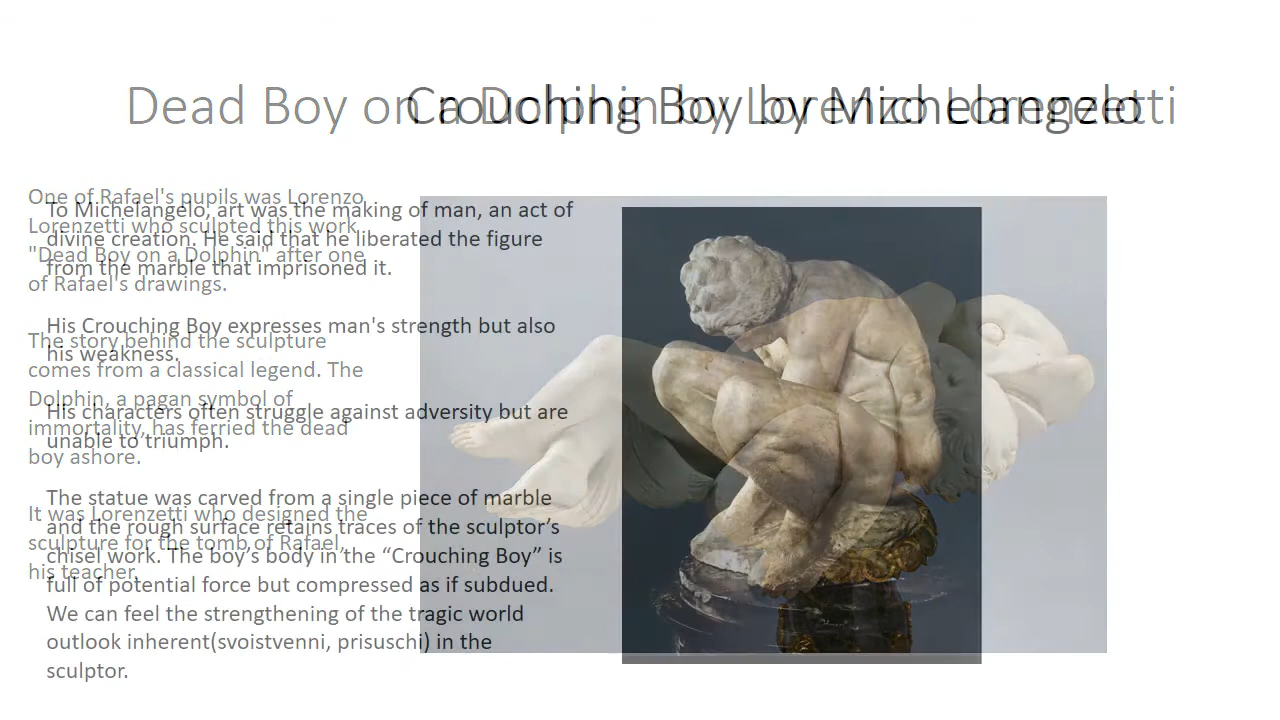 Dead Boy on a Dolphin by Lorenzo Lorenzetti
One of Rafael's pupils was Lorenzo
Lorenzetti who sculpted this work
"Dead Boy on a Dolphin" after one
of Rafael's drawings.
The story behind the sculpture
comes from a classical legend. The
Dolphin, a pagan symbol of
immortality, has ferried the dead
boy ashore.
It was Lorenzetti who designed the
sculpture for the tomb of Rafael,
his teacher.
Crouching Boy by Michelangelo
To Michelangelo, art was the making of man, an act of
divine creation. He said that he liberated the figure
from the marble that imprisoned it.
His Crouching Boy expresses man's strength but also
his weakness.
His characters often struggle against adversity but are
unable to triumph.
The statue was carved from a single piece of marble
and the rough surface retains traces of the sculptor’s
chisel work. The boy’s body in the “Crouching Boy” is
full of potential force but compressed as if subdued.
We can feel the strengthening of the tragic world
outlook inherent(svoistvenni, prisuschi) in the
sculptor.